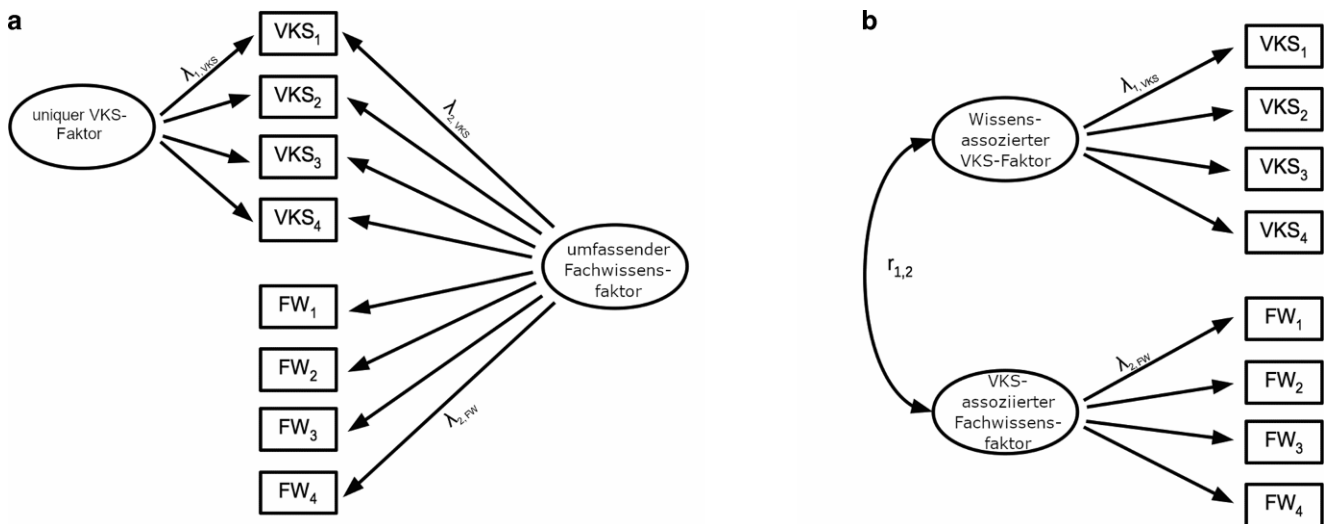 a
VKS1
VKS2
VKS3
VKS4
uniquer VKS-
Faktor
λ1,VKS
λ2,VKS
umfassender
Fachwissens-
faktor
FW1
FW2
FW3
FW4
λ2,FW
b
Wissens-
assozierter
VKS-Faktor
λ1,VKS
VKS1
VKS2
VKS3
VKS4
r1,2
VKS-
assoziierter
Fachwissens-
faktor
λ2,FW
FW1
FW2
FW3
FW4